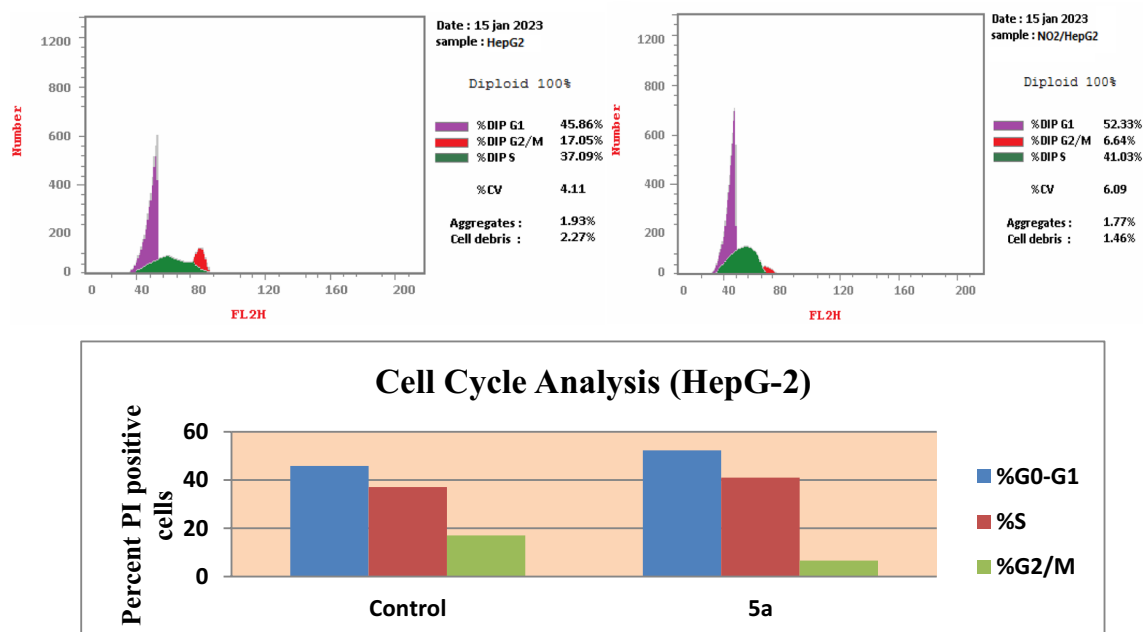 Date : 15 jan 2023
sample : HepG2
Diploid 100%
%DIP G1 45.86%
%DIP G2/M 17.05%
%DIP S 37.09%
%CV 4.11
Aggregates : 1.93%
Cell debris : 2.27%
Number
1200
800
600
400
200
0
0 40 80 120 160 200
FL2H
Date : 15 jan 2023
sample : NO2/HepG2
Diploid 100%
%DIP G1 52.33%
%DIP G2/M 6.64%
%DIP S 41.03%
%CV 6.09
Aggregates : 1.77%
Cell debris : 1.46%
Number
1200
800
600
400
200
0
0 40 80 120 160 200
FL2H
Cell Cycle Analysis (HepG-2)
Percent PI positive
cells
60
40
20
0
Control 5a
%G0-G1
%S
%G2/M